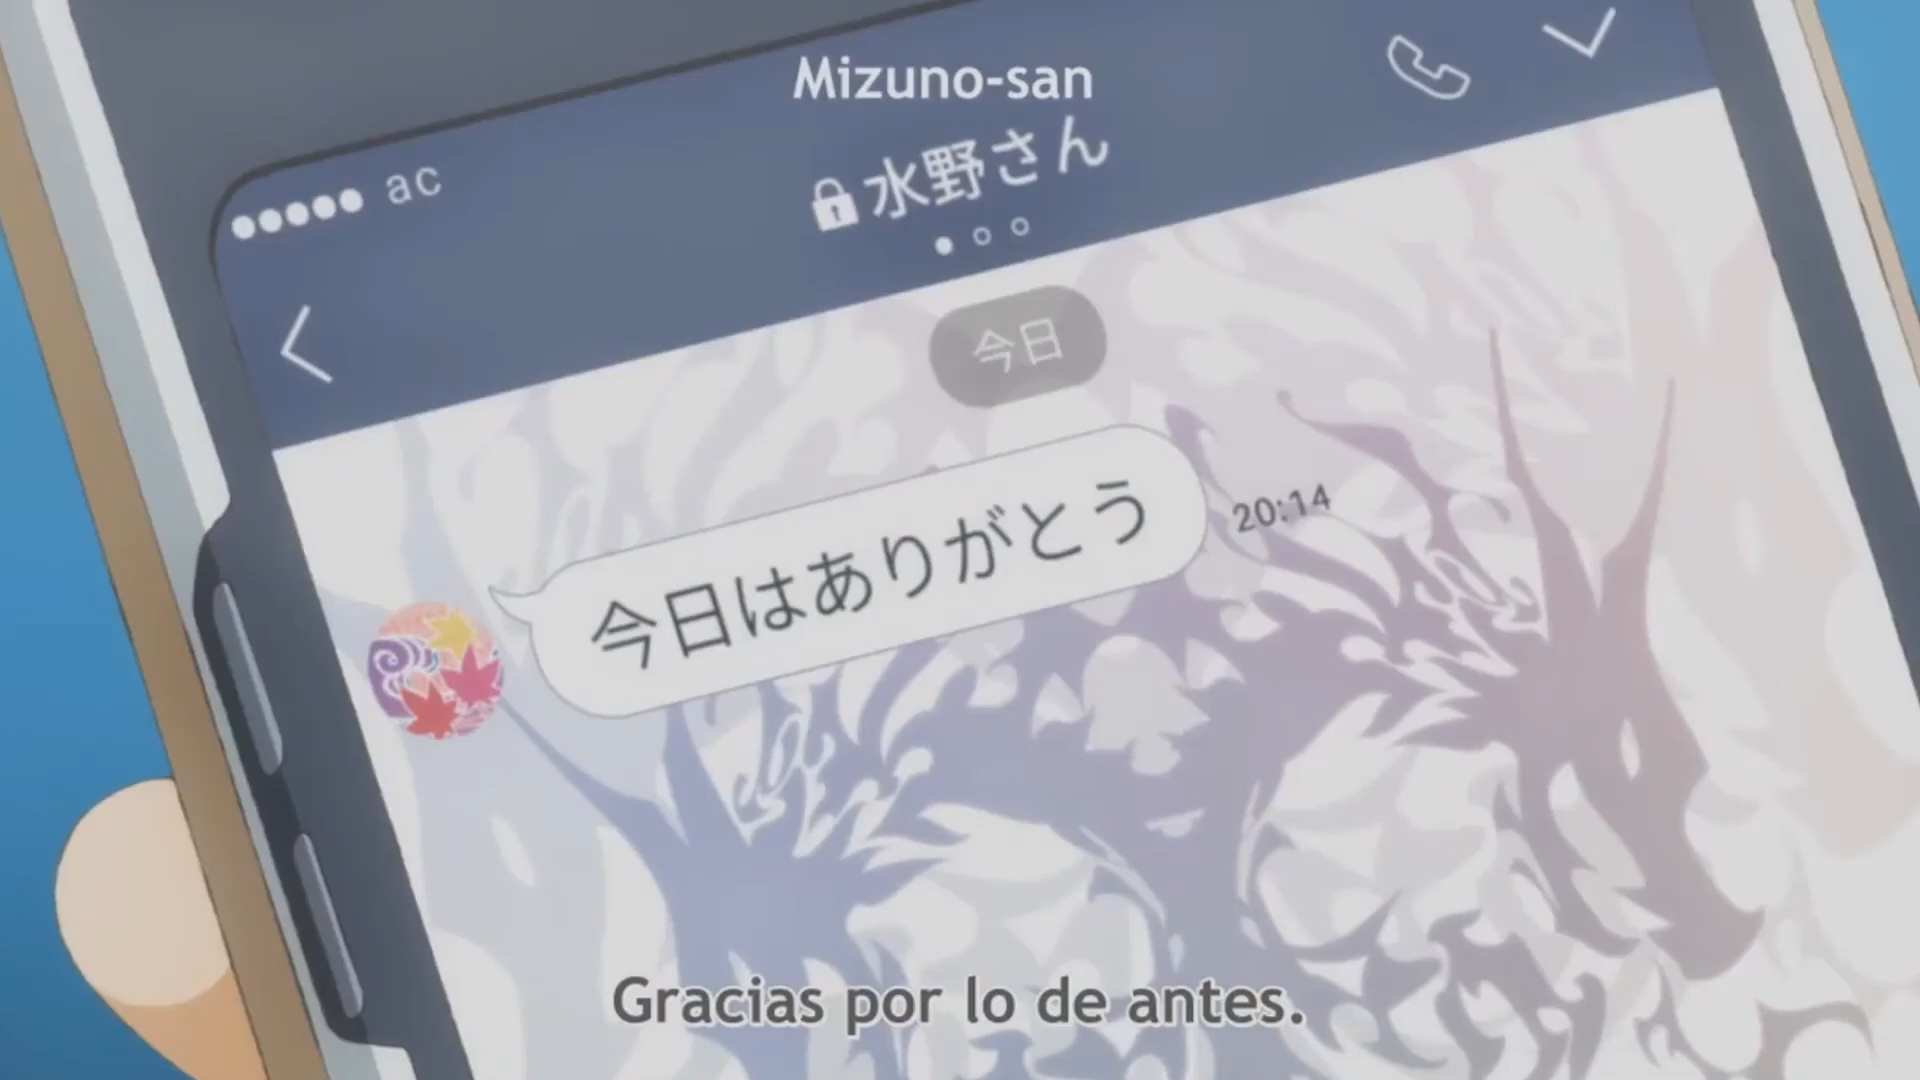 Mizuno-san
ac
水野さん
今日
今日はありがとう
20:14
Gracias por lo de antes.